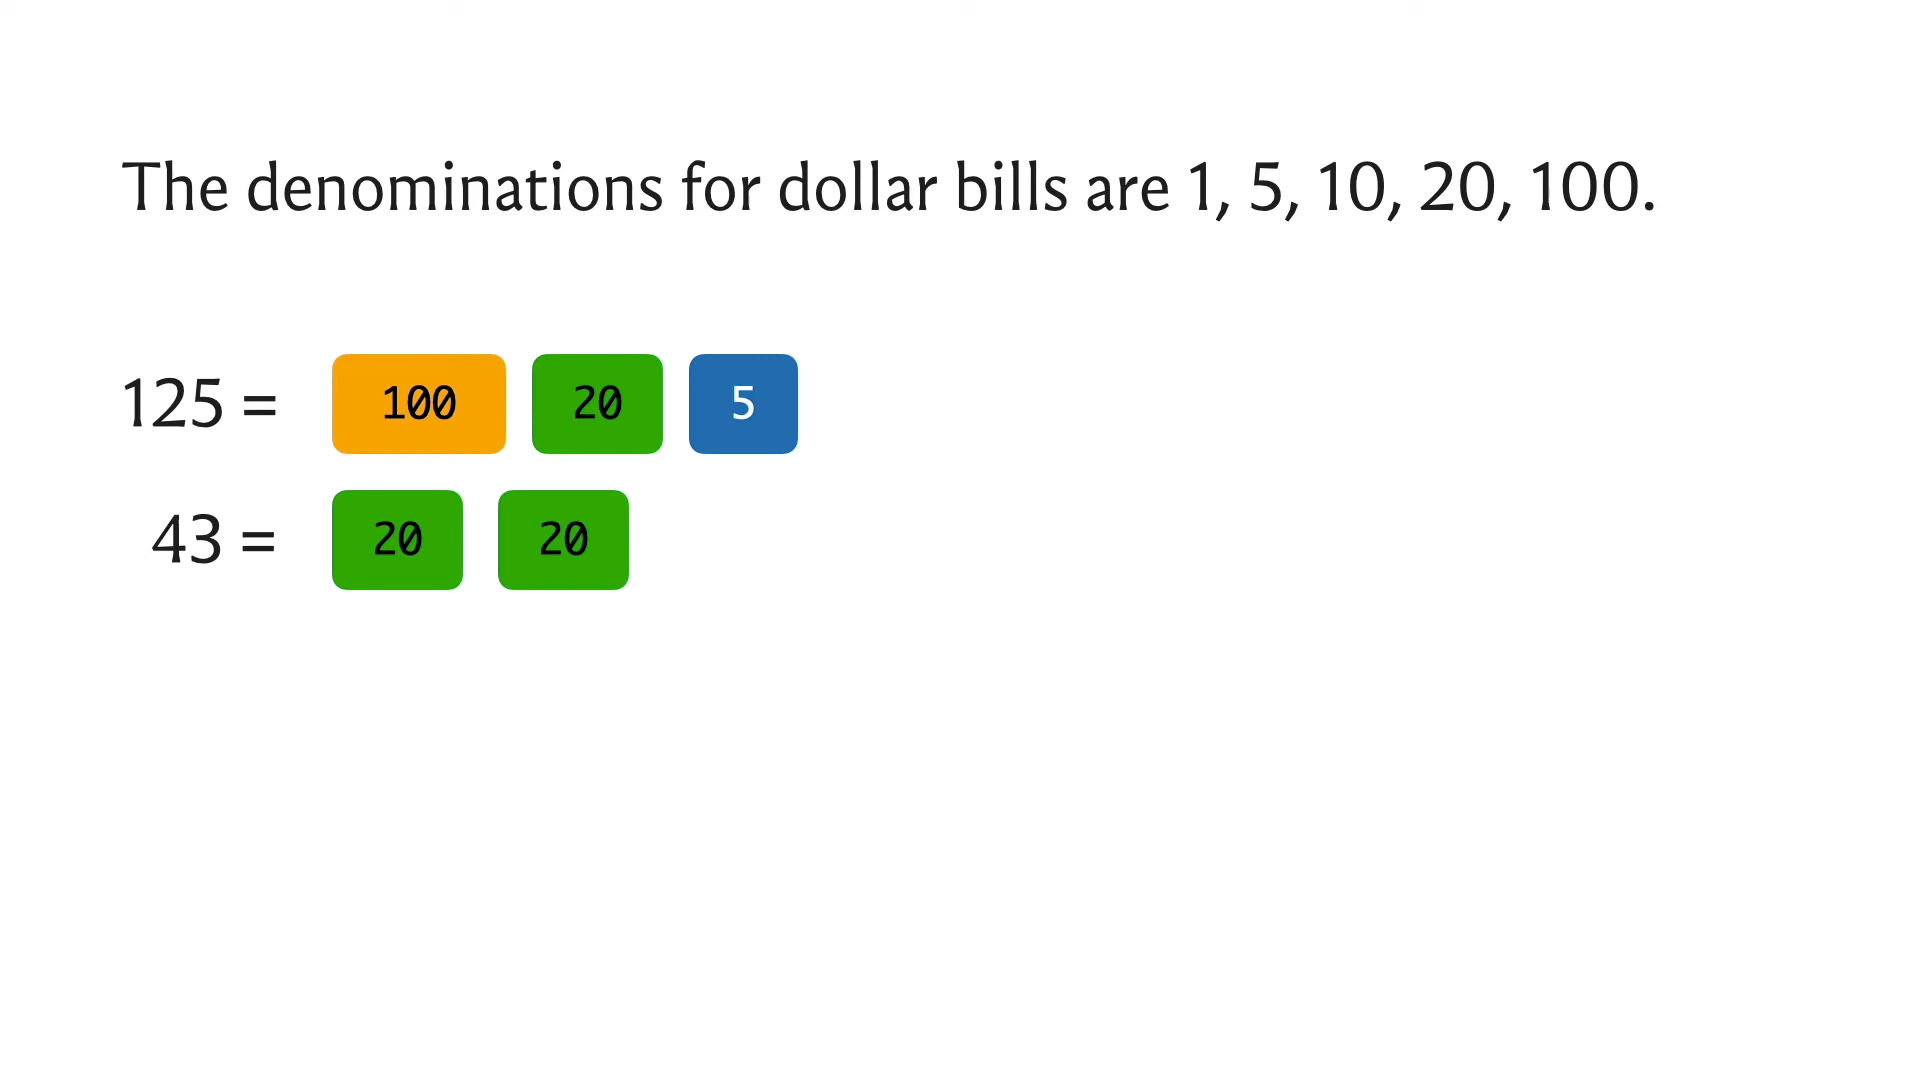 The denominations for dollar bills are 1, 5, 10, 20, 100.
125 = 100 20 5
43 = 20 20